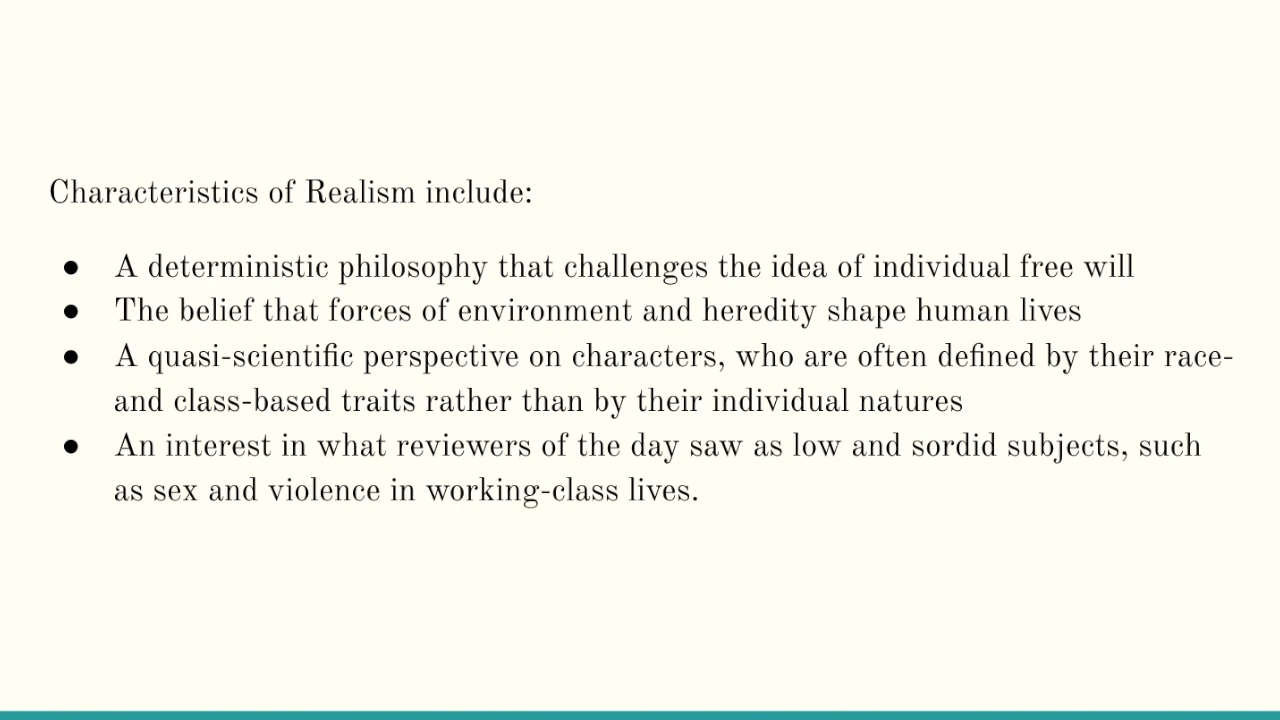 Characteristics of Realism include:
● A deterministic philosophy that challenges the idea of individual free will
● The belief that forces of environment and heredity shape human lives
● A quasi-scientific perspective on characters, who are often defined by their race-
and class-based traits rather than by their individual natures
● An interest in what reviewers of the day saw as low and sordid subjects, such
as sex and violence in working-class lives.